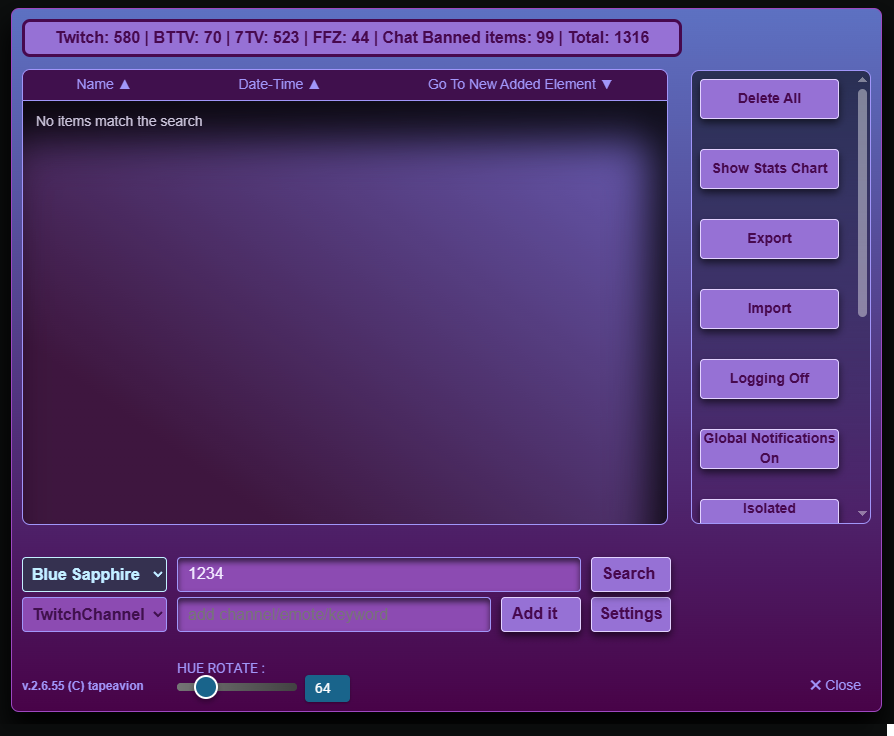 Twitch: 580 | BTTV: 70 | 7TV: 523 | FFZ: 44 | Chat Banned items: 99 | Total: 1316
Name ▲ Date-Time ▲ Go To New Added Element ▼
No items match the search
Delete All
Show Stats Chart
Export
Import
Logging Off
Global Notifications
On
Isolated
Blue Sapphire 1234 Search
TwitchChannel add channel/emote/keyword Add it Settings
HUE ROTATE :
v.2.6.55 (C) tapeavion 64 ✕ Close